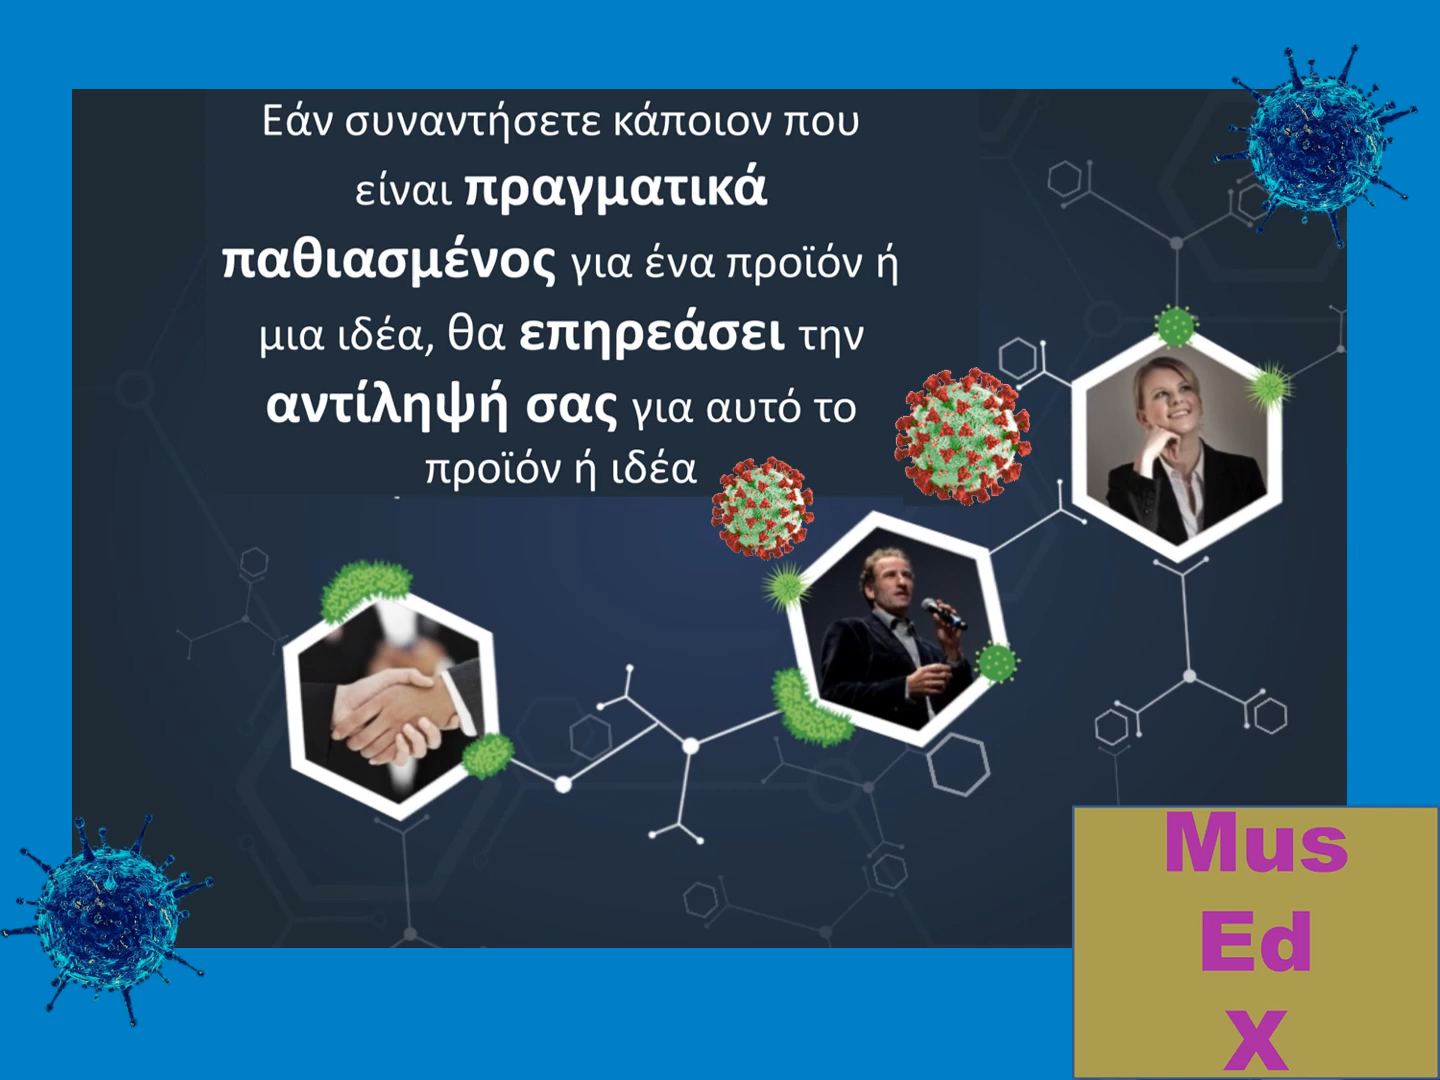 Εάν συναντήσετε κάποιον που
είναι πραγματικά
παθιασμένος για ένα προϊόν ή
μια ιδέα, θα επηρεάσει την
αντίληψή σας για αυτό το
προϊόν ή ιδέα
Mus
Ed
X